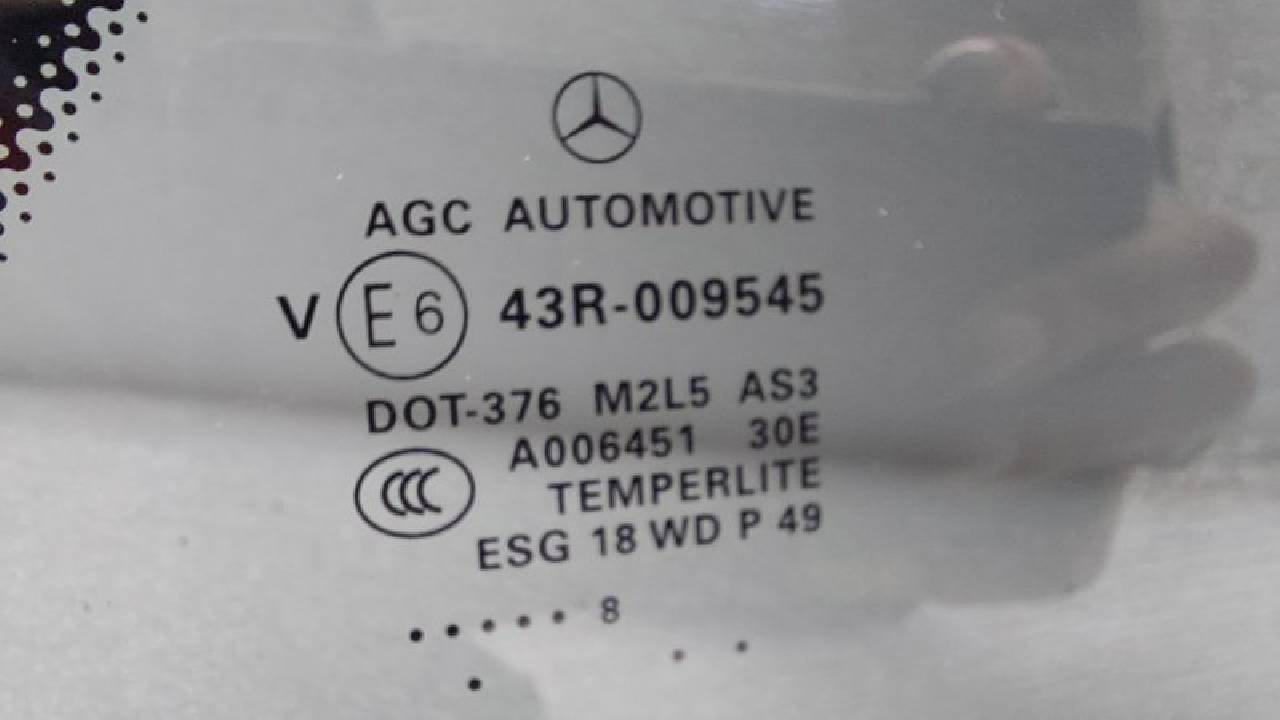 AGC AUTOMOTIVE
V E6 43R-009545
DOT-376 M2L5 AS3
A006451 30E
CCC
TEMPERLITE
ESG 18 WD P 49
..... 8